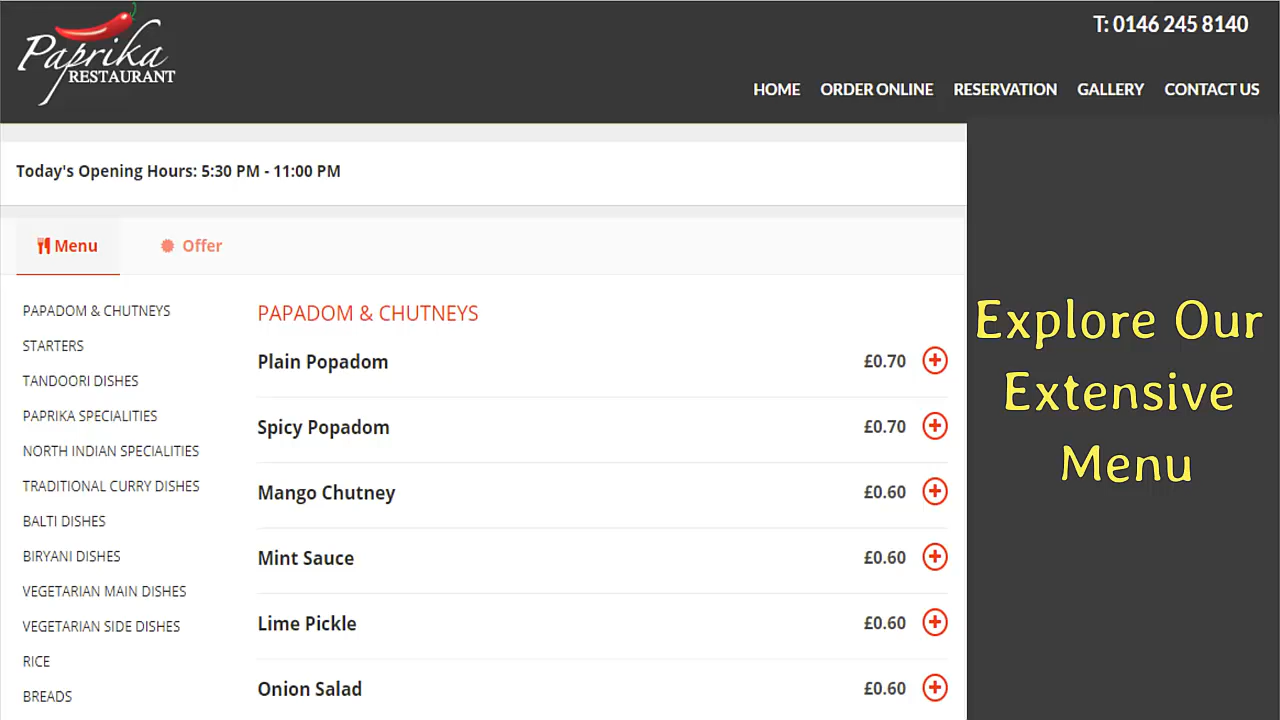 Paprika
RESTAURANT
T: 0146 245 8140
HOME ORDER ONLINE RESERVATION GALLERY CONTACT US
Today's Opening Hours: 5:30 PM - 11:00 PM
Menu Offer
PAPADOM & CHUTNEYS
STARTERS
TANDOORI DISHES
PAPRIKA SPECIALITIES
NORTH INDIAN SPECIALITIES
TRADITIONAL CURRY DISHES
BALTI DISHES
BIRYANI DISHES
VEGETARIAN MAIN DISHES
VEGETARIAN SIDE DISHES
RICE
BREADS
PAPADOM & CHUTNEYS
Plain Popadom £0.70
Spicy Popadom £0.70
Mango Chutney £0.60
Mint Sauce £0.60
Lime Pickle £0.60
Onion Salad £0.60
Explore Our
Extensive
Menu